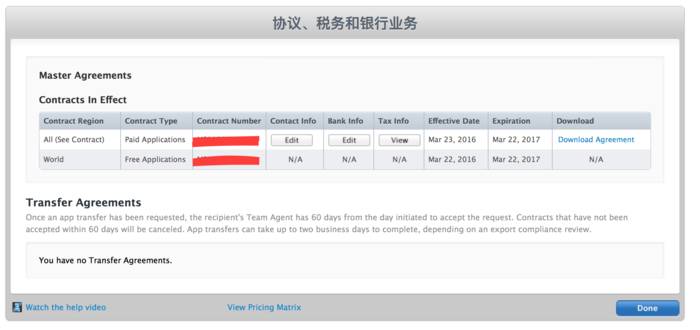 协议、税务和银行业务
Master Agreements
Contracts In Effect
Contract Region Contract Type Contract Number Contact Info Bank Info Tax Info Effective Date Expiration Download
All (See Contract) Paid Applications Edit Edit View Mar 23, 2016 Mar 22, 2017 Download Agreement
World Free Applications N/A N/A N/A Mar 22, 2016 Mar 22, 2017 N/A
Transfer Agreements
Once an app transfer has been requested, the recipient's Team Agent has 60 days from the day initiated to accept the request. Contracts that have not been
accepted within 60 days will be canceled. App transfers can take up to two business days to complete, depending on an export compliance review.
You have no Transfer Agreements.
Watch the help video View Pricing Matrix Done